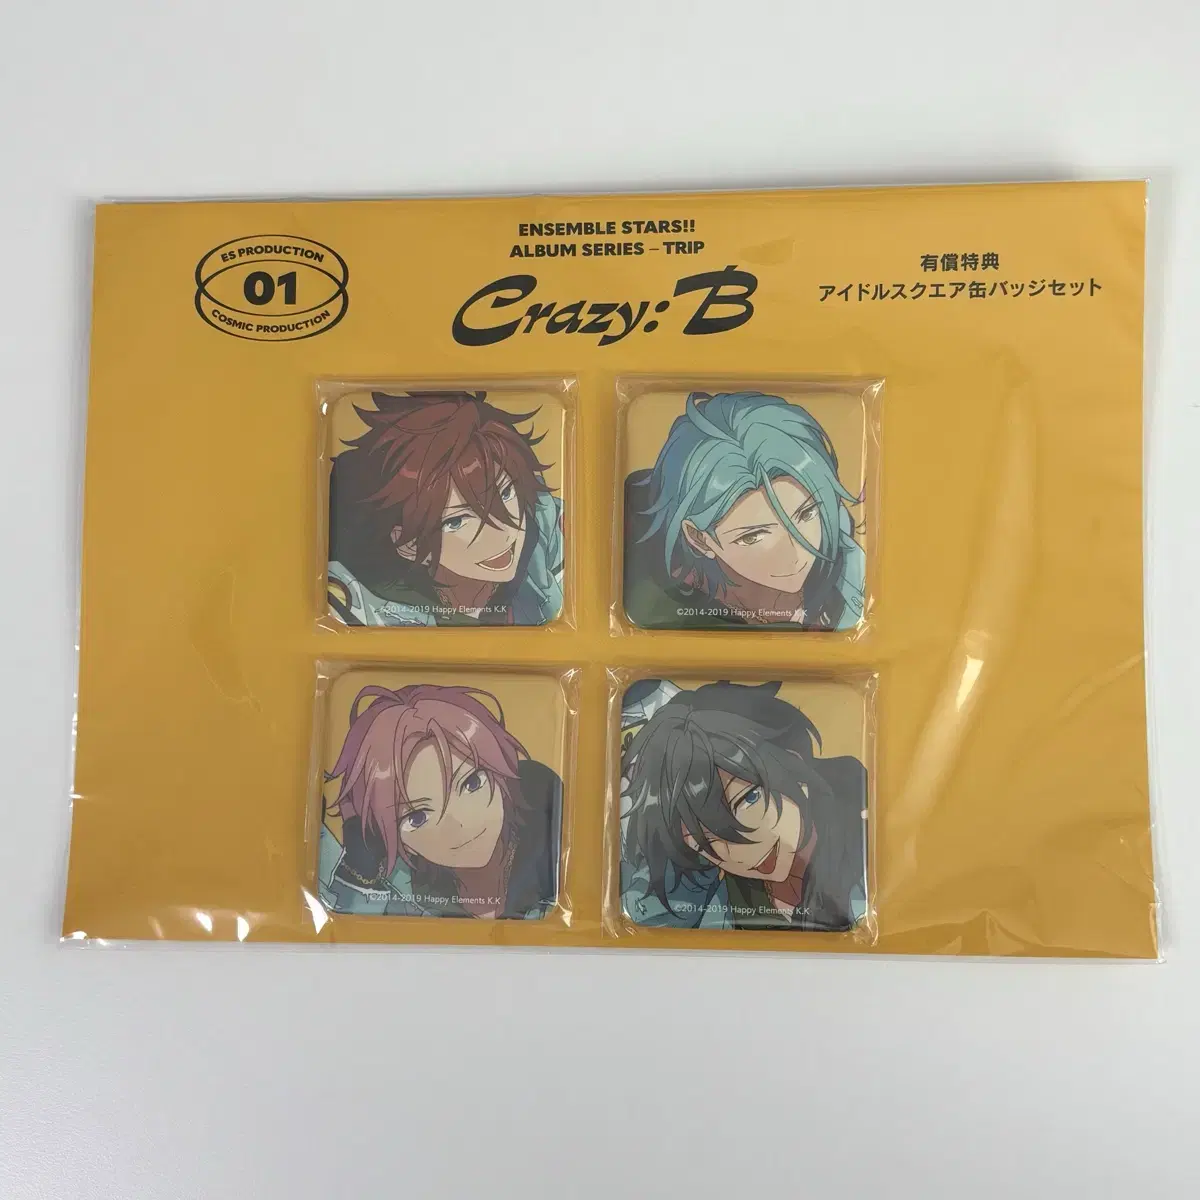 ES PRODUCTION
01
COSMIC PRODUCTION
ENSEMBLE STARS!!
ALBUM SERIES – TRIP
Crazy:B
有償特典
アイドルスクエア缶バッジセット
©2014-2019 Happy Elements K.K
©2014-2019 Happy Elements K.K
©2014-2019 Happy Elements K.K
©2014-2019 Happy Elements K.K